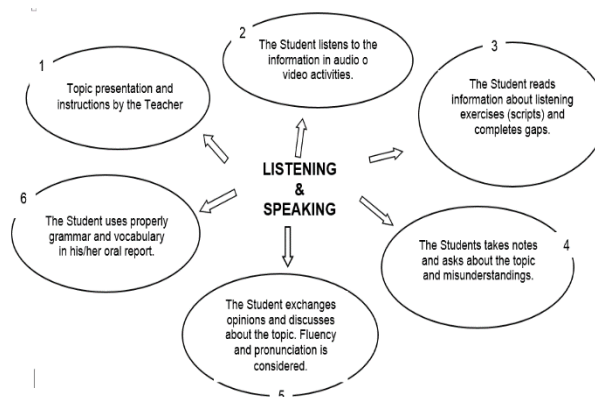 1
Topic presentation and
instructions by the Teacher
2
The Student listens to the
information in audio o
video activities.
3
The Student reads
information about listening
exercises (scripts) and
completes gaps.
LISTENING
&
SPEAKING
4
The Students takes notes
and asks about the topic
and misunderstandings.
5
The Student exchanges
opinions and discusses
about the topic. Fluency
and pronunciation is
considered.
6
The Student uses properly
grammar and vocabulary
in his/her oral report.